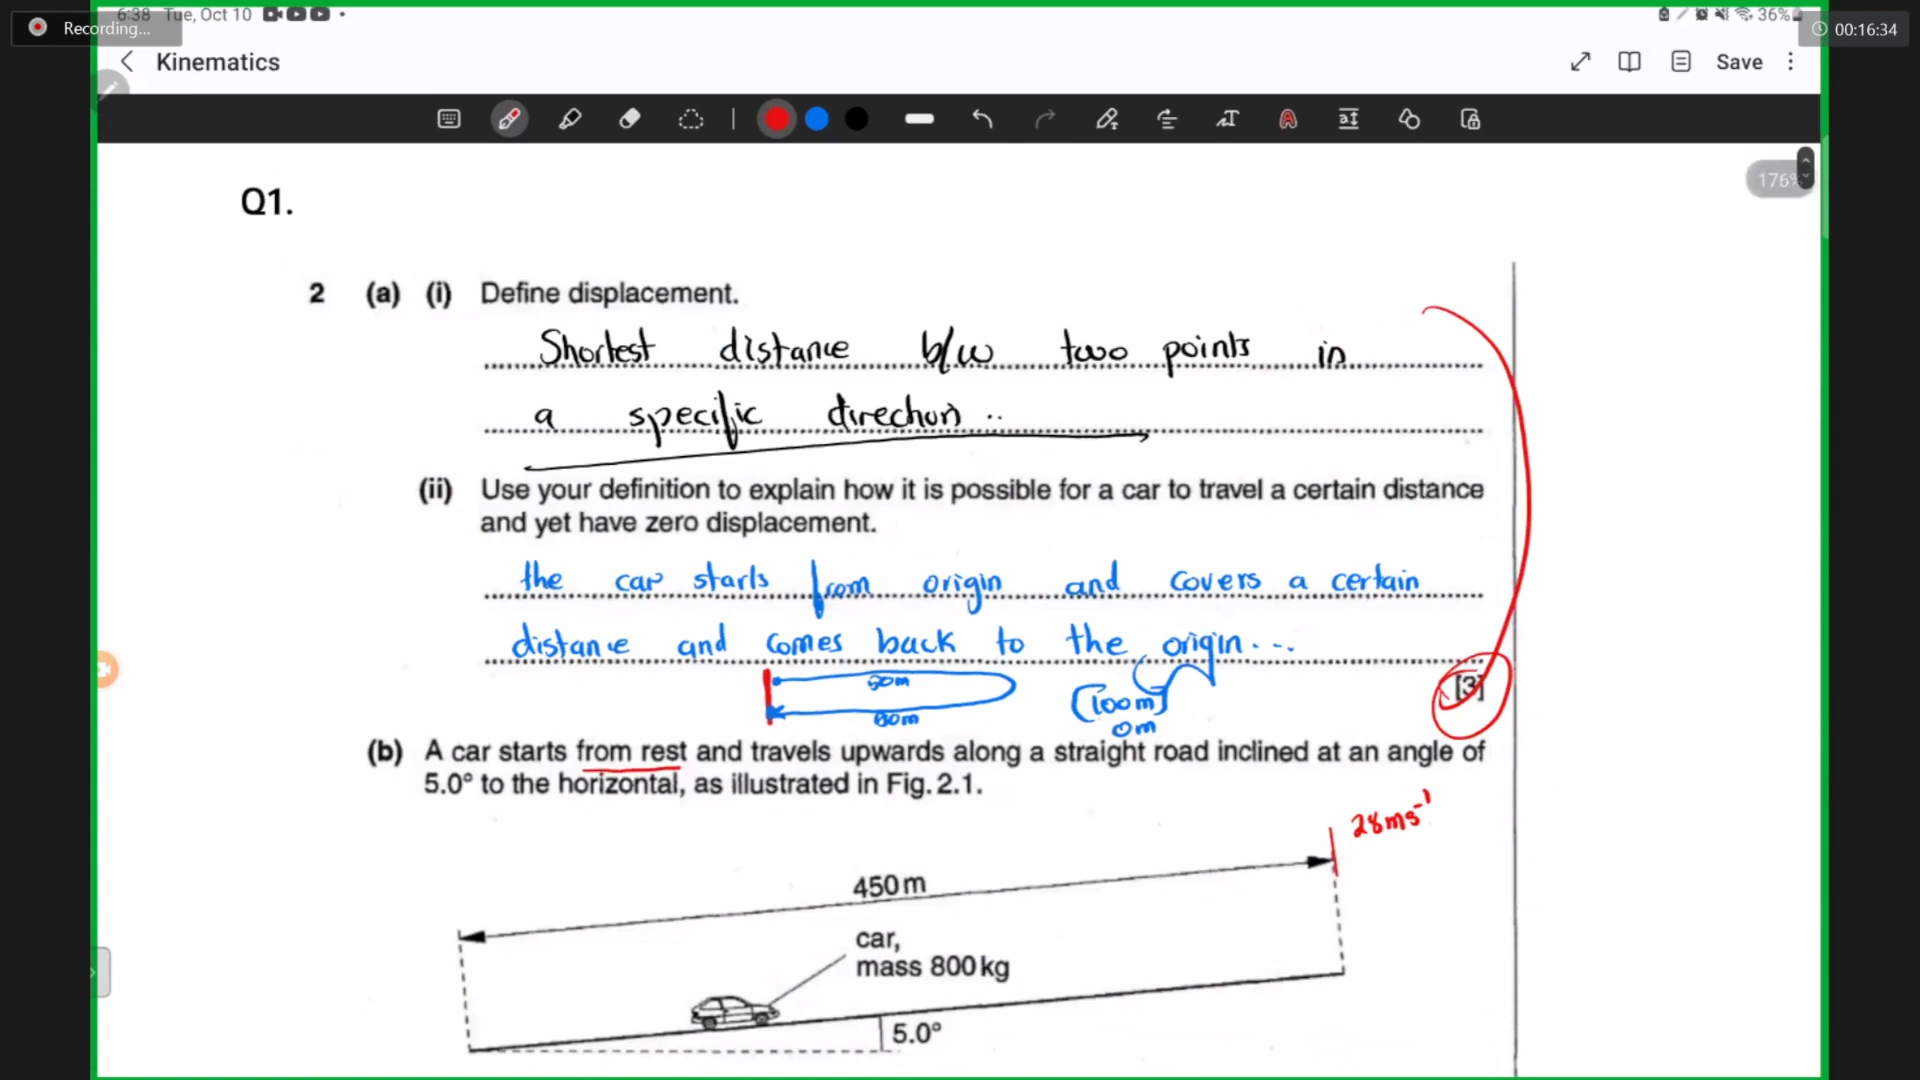 6:38 Tue, Oct 10
36%
Recording...
00:16:34
Kinematics
Save
176%
Q1.
2 (a) (i) Define displacement.
Shortest distance b/w two points in
a specific direction..
(ii) Use your definition to explain how it is possible for a car to travel a certain distance
and yet have zero displacement.
the car starts from origin and covers a certain
distance and comes back to the origin...
50m
(100m)
[3]
0m
(b) A car starts from rest and travels upwards along a straight road inclined at an angle of
5.0° to the horizontal, as illustrated in Fig. 2.1.
28ms⁻¹
450 m
car,
mass 800 kg
5.0°